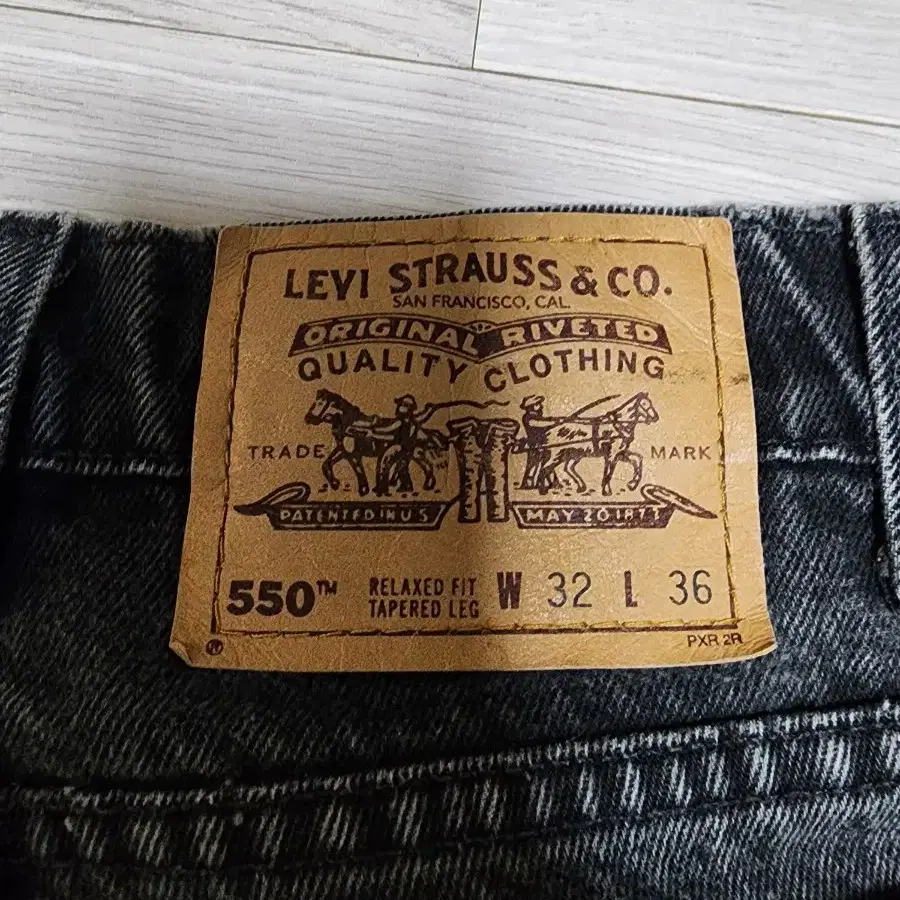 LEVI STRAUSS & CO.
SAN FRANCISCO, CAL.
ORIGINAL RIVETED
QUALITY CLOTHING
TRADE MARK
PATENTED IN U S MAY 20 1873
550™ RELAXED FIT W 32 L 36
TAPERED LEG
® PXR 2R